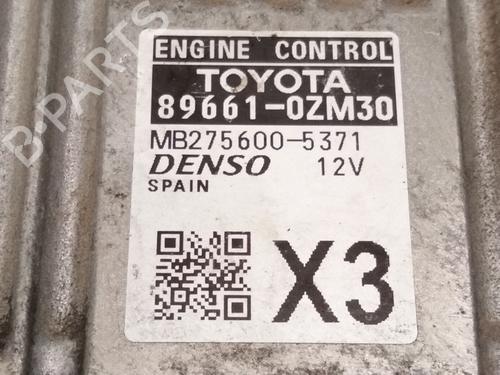 ENGINE CONTROL
TOYOTA
89661-0ZM30
MB275600-5371
DENSO 12V
SPAIN
X3
B-PARTS